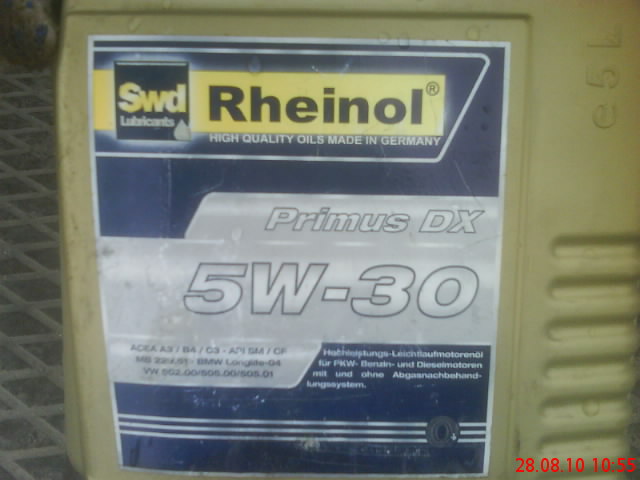 Swd
Lubricants
Rheinol®
HIGH QUALITY OILS MADE IN GERMANY
e5L
Primus DX
5W-30
ACEA A3 / B4 / C3 - API SM / CF
MB 229.51 - BMW Longlife-04
VW 502.00/505.00/505.01
Hochleistungs-Leichtlaufmotorenöl
für PKW- Benzin- und Dieselmotoren
mit und ohne Abgasnachbehand-
lungssystem.
28.08.10 10:55